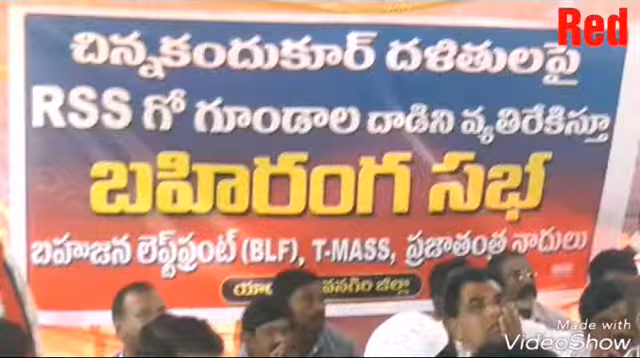 Red
చిన్నకందుకూర్ దళితులపై
RSS గో గూండాల దాడిని వ్యతిరేకిస్తూ
బహిరంగ సభ
బహుజన లెఫ్ట్‌ఫ్రంట్ (BLF), T-MASS, ప్రజాతంత్ర వాదులు
జిల్లా
Made with
VideoShow